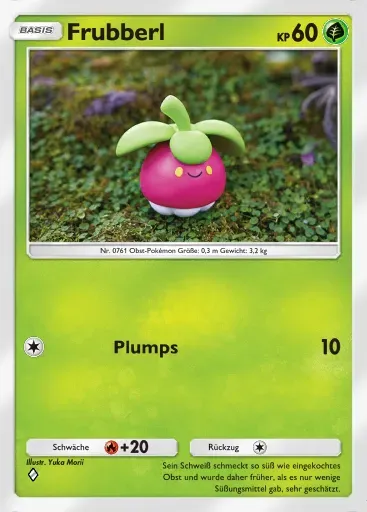 BASIS Frubberl KP 60
Nr. 0761 Obst-Pokémon Größe: 0,3 m Gewicht: 3,2 kg
Plumps 10
Schwäche +20 Rückzug
Illustr. Yuka Morii
Sein Schweiß schmeckt so süß wie eingekochtes
Obst und wurde daher früher, als es nur wenige
Süßungsmittel gab, sehr geschätzt.